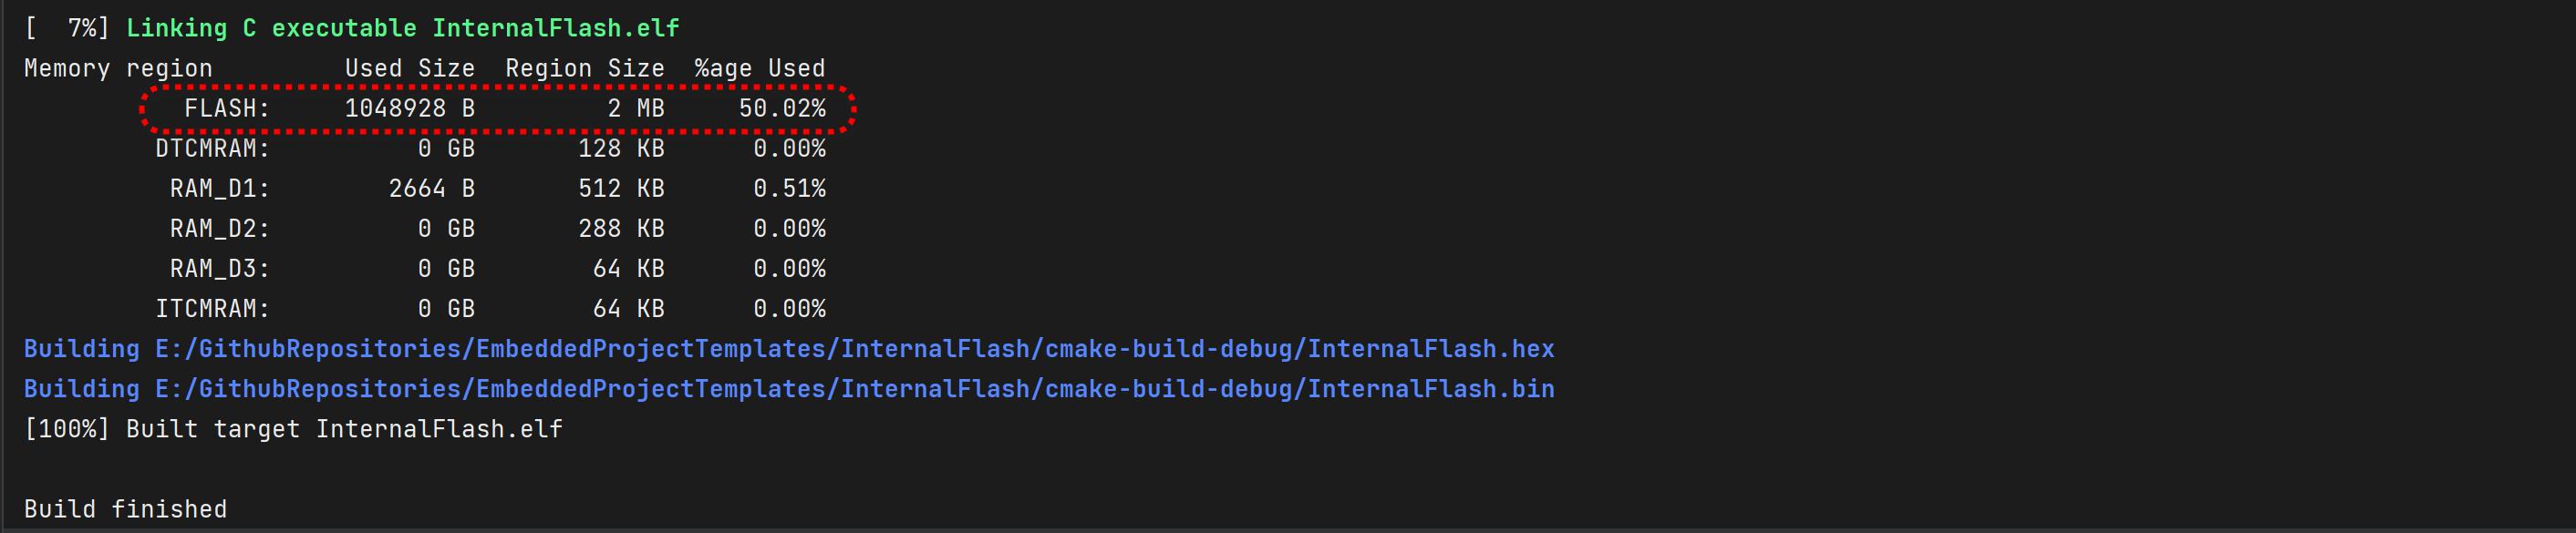 [  7%] Linking C executable InternalFlash.elf
Memory region         Used Size  Region Size  %age Used
           FLASH:     1048928 B         2 MB     50.02%
         DTCMRAM:          0 GB       128 KB      0.00%
          RAM_D1:        2664 B       512 KB      0.51%
          RAM_D2:          0 GB       288 KB      0.00%
          RAM_D3:          0 GB        64 KB      0.00%
         ITCMRAM:          0 GB        64 KB      0.00%
Building E:/GithubRepositories/EmbeddedProjectTemplates/InternalFlash/cmake-build-debug/InternalFlash.hex
Building E:/GithubRepositories/EmbeddedProjectTemplates/InternalFlash/cmake-build-debug/InternalFlash.bin
[100%] Built target InternalFlash.elf
Build finished